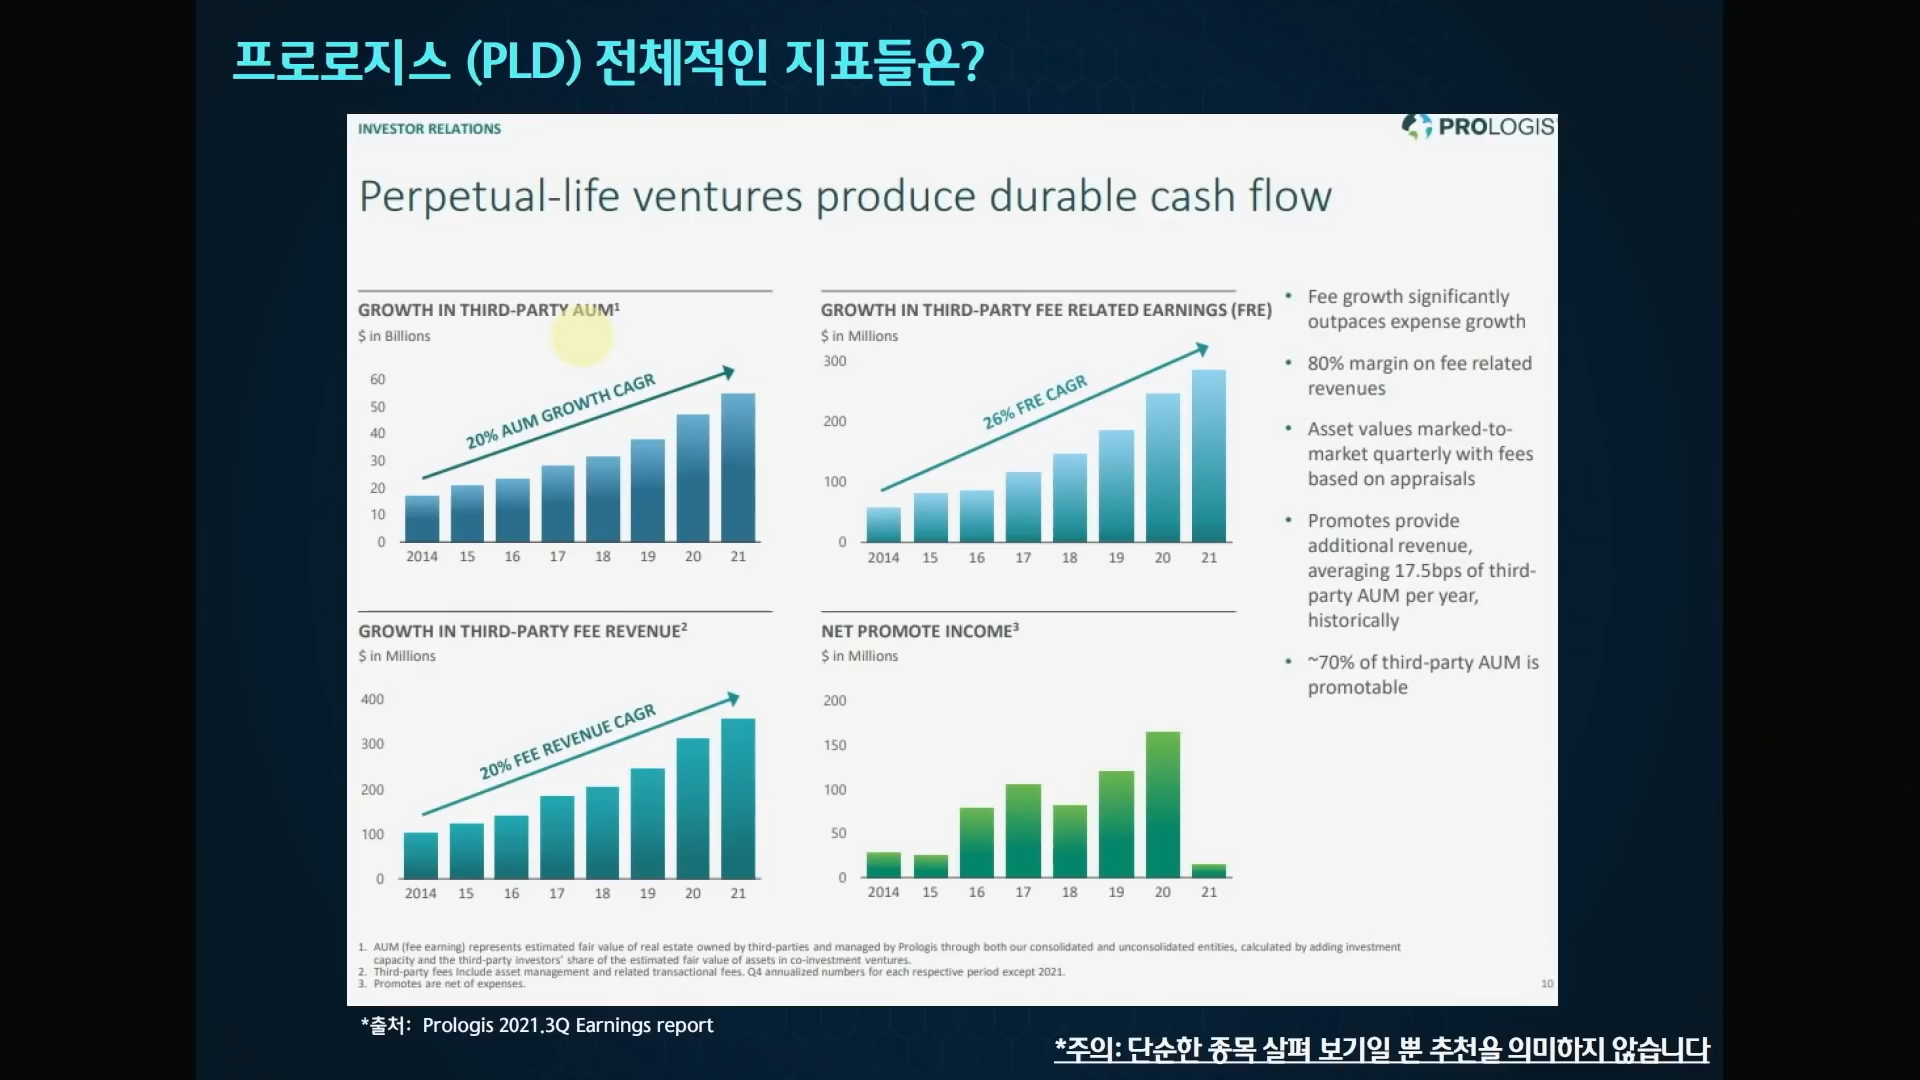 프로로지스 (PLD) 전체적인 지표들은?
INVESTOR RELATIONS
PROLOGIS
Perpetual-life ventures produce durable cash flow
GROWTH IN THIRD-PARTY AUM¹
$ in Billions
60
50
40
30
20
10
0
20% AUM GROWTH CAGR
2014 15 16 17 18 19 20 21
GROWTH IN THIRD-PARTY FEE RELATED EARNINGS (FRE)
$ in Millions
300
200
100
0
26% FRE CAGR
2014 15 16 17 18 19 20 21
GROWTH IN THIRD-PARTY FEE REVENUE²
$ in Millions
400
300
200
100
0
20% FEE REVENUE CAGR
2014 15 16 17 18 19 20 21
NET PROMOTE INCOME³
$ in Millions
200
150
100
50
0
2014 15 16 17 18 19 20 21
• Fee growth significantly
outpaces expense growth
• 80% margin on fee related
revenues
• Asset values marked-to-
market quarterly with fees
based on appraisals
• Promotes provide
additional revenue,
averaging 17.5bps of third-
party AUM per year,
historically
• ~70% of third-party AUM is
promotable
1. AUM (fee earning) represents estimated fair value of real estate owned by third-parties and managed by Prologis through both our consolidated and unconsolidated entities, calculated by adding investment
capacity and the third-party investors' share of the estimated fair value of assets in co-investment ventures.
2. Third-party fees Include asset management and related transactional fees. Q4 annualized numbers for each respective period except 2021.
3. Promotes are net of expenses.
10
*출처: Prologis 2021.3Q Earnings report
*주의: 단순한 종목 살펴 보기일 뿐 추천을 의미하지 않습니다